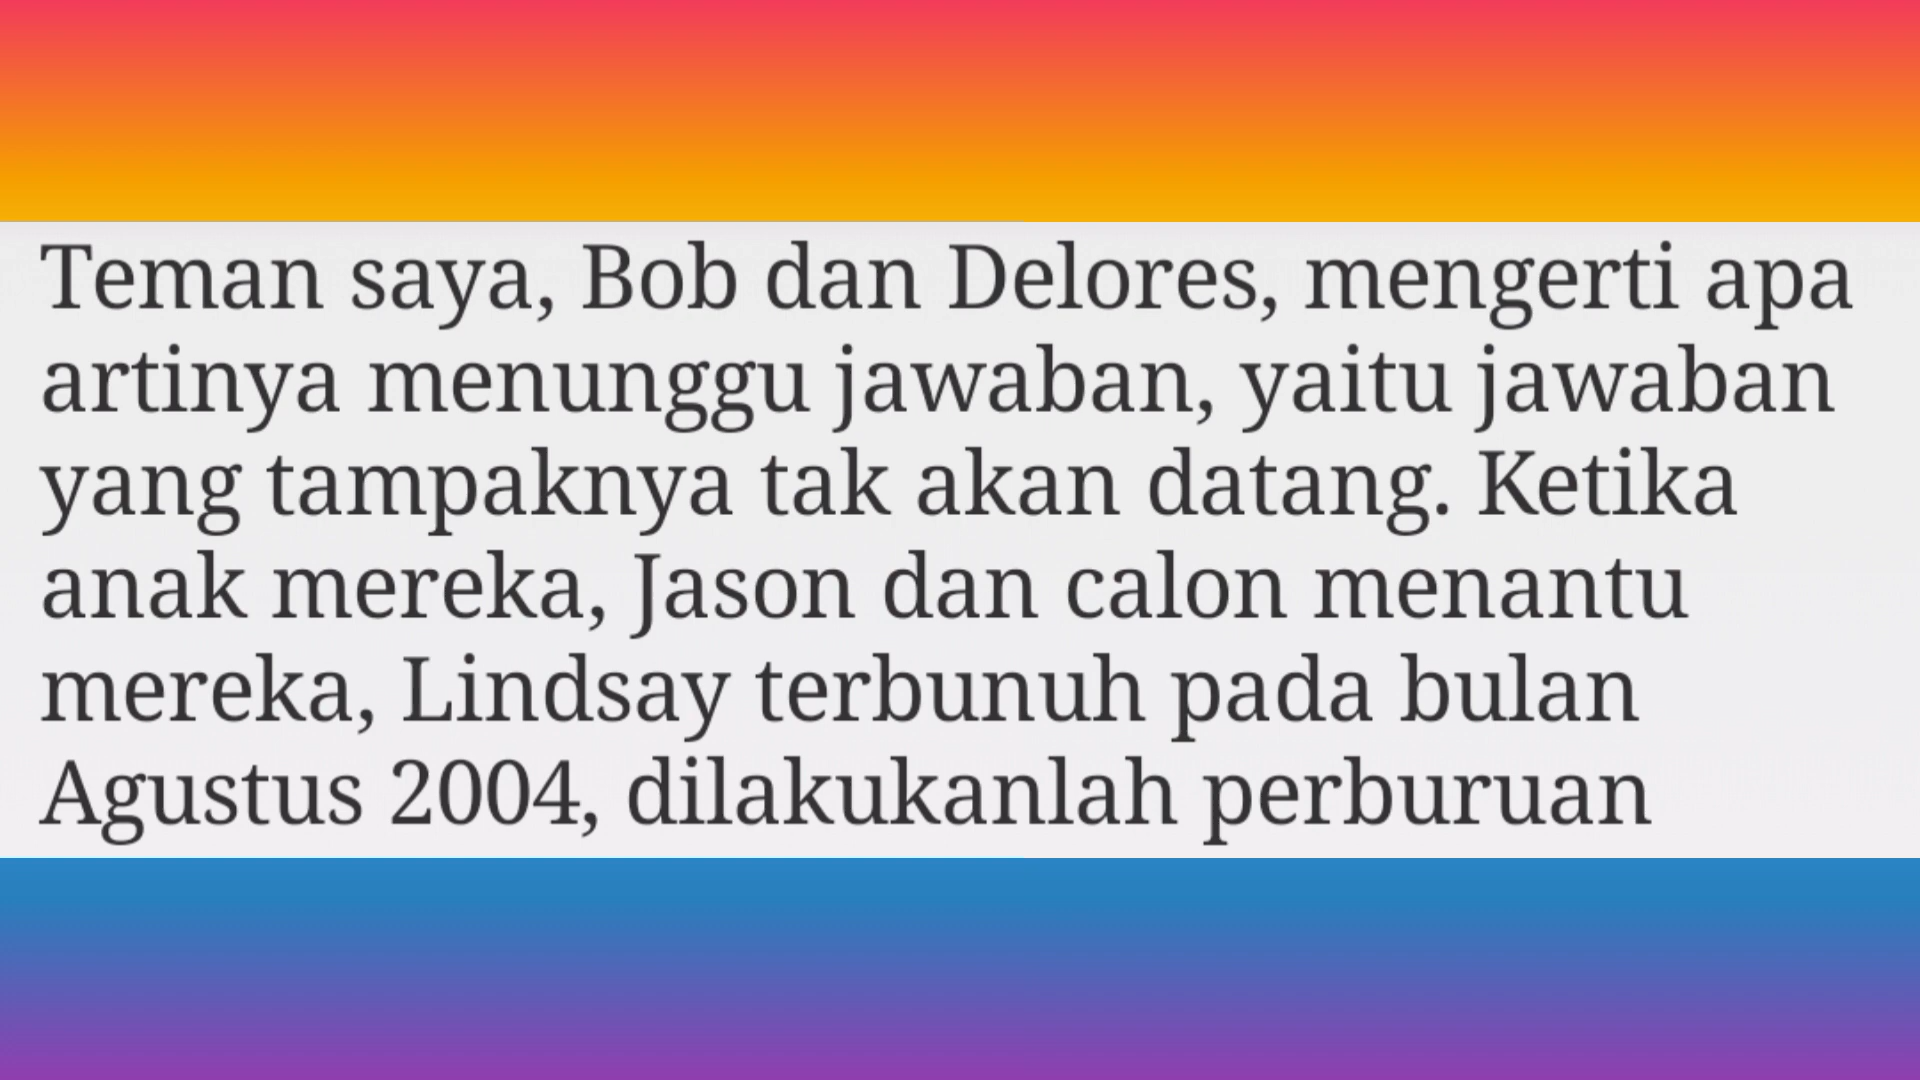 Teman saya, Bob dan Delores, mengerti apa
artinya menunggu jawaban, yaitu jawaban
yang tampaknya tak akan datang. Ketika
anak mereka, Jason dan calon menantu
mereka, Lindsay terbunuh pada bulan
Agustus 2004, dilakukanlah perburuan